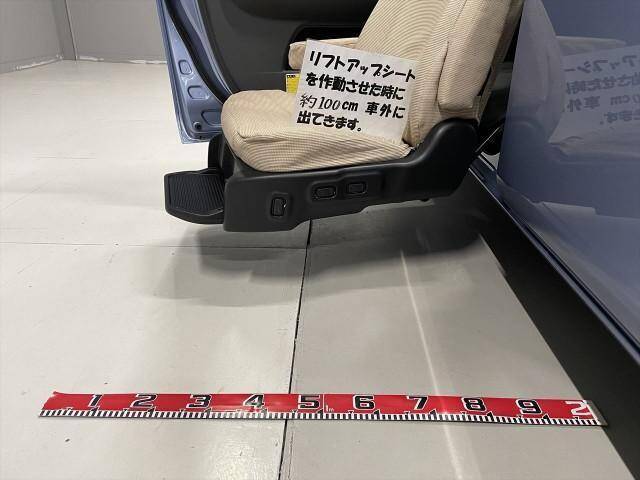 リフトアップシート
を作動させた時に
約100cm 車外に
出てきます。
1 2 3 4 5 1m 6 7 8 9 2